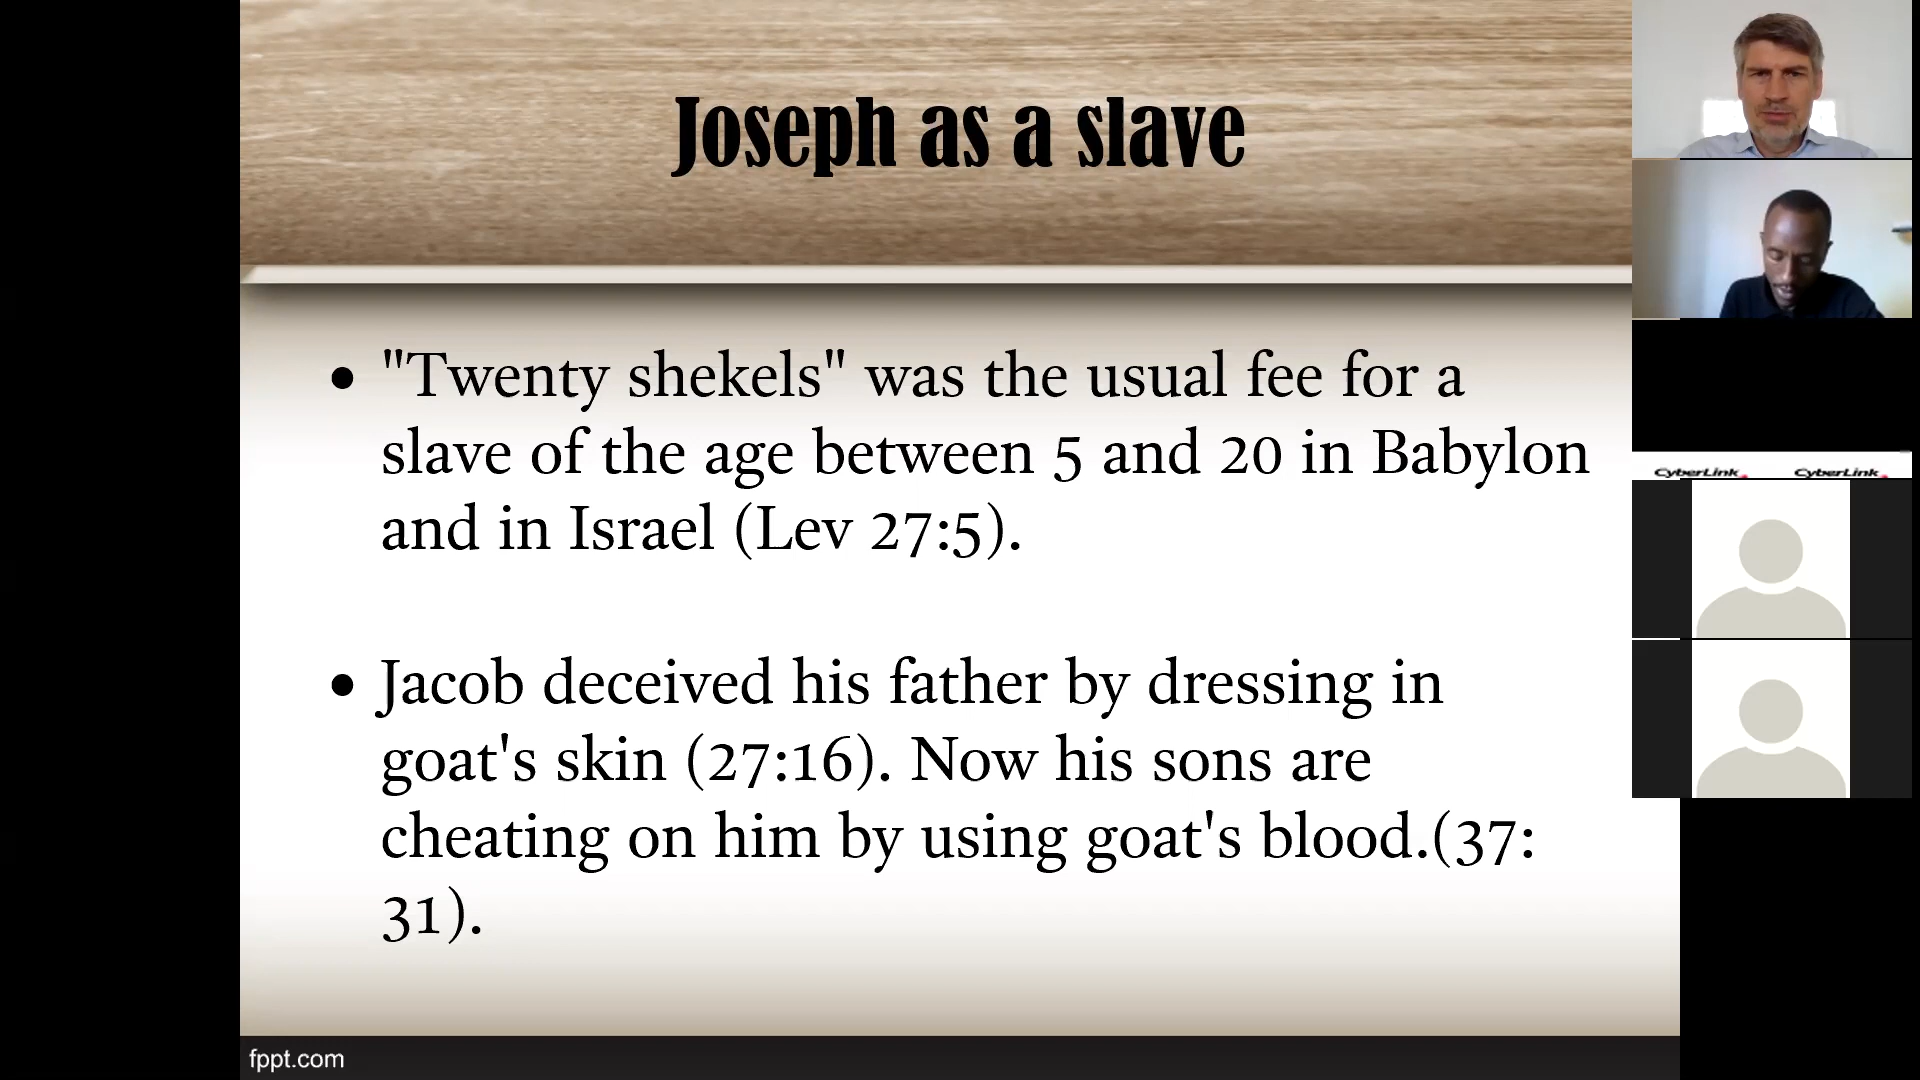 Joseph as a slave
• "Twenty shekels" was the usual fee for a
slave of the age between 5 and 20 in Babylon
and in Israel (Lev 27:5).
• Jacob deceived his father by dressing in
goat's skin (27:16). Now his sons are
cheating on him by using goat's blood.(37:
31).
CyberLink CyberLink
fppt.com